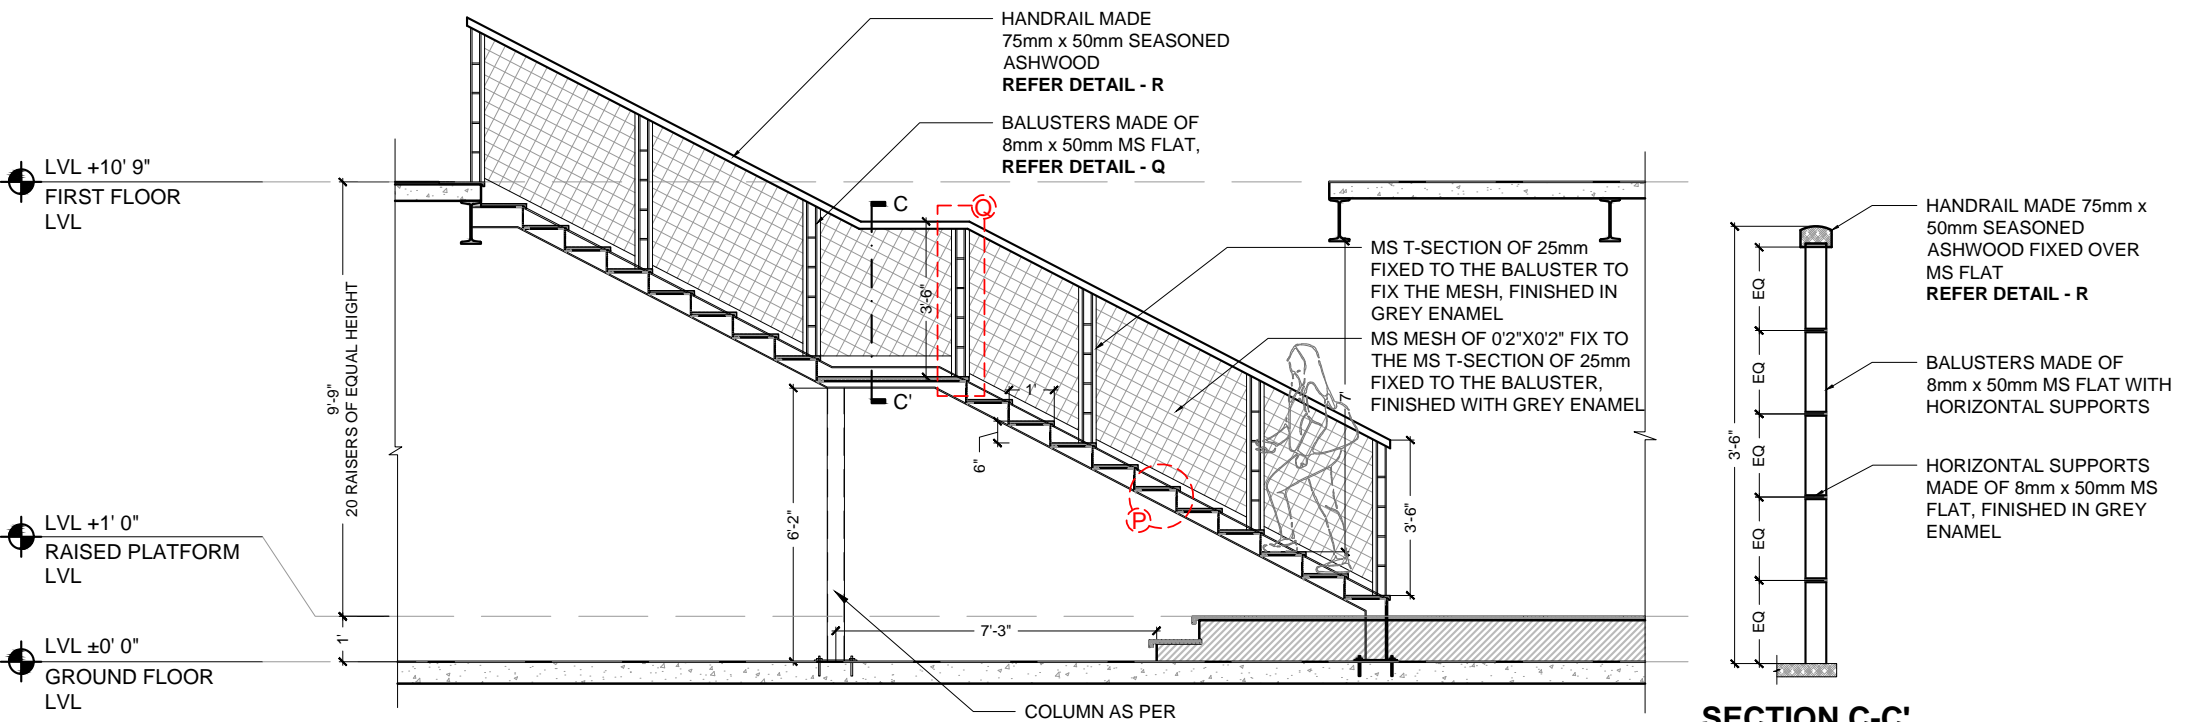 HANDRAIL MADE
75mm x 50mm SEASONED
ASHWOOD
REFER DETAIL - R
BALUSTERS MADE OF
8mm x 50mm MS FLAT,
REFER DETAIL - Q
LVL +10' 9"
FIRST FLOOR
LVL
C
Q
3'-6"
C'
MS T-SECTION OF 25mm
FIXED TO THE BALUSTER TO
FIX THE MESH, FINISHED IN
GREY ENAMEL
MS MESH OF 0'2"X0'2" FIX TO
THE MS T-SECTION OF 25mm
FIXED TO THE BALUSTER,
FINISHED WITH GREY ENAMEL
7'
1'
6"
P
3'-6"
9'-9"
20 RAISERS OF EQUAL HEIGHT
6'-2"
LVL +1' 0"
RAISED PLATFORM
LVL
1'
7'-3"
LVL ±0' 0"
GROUND FLOOR
LVL
COLUMN AS PER
HANDRAIL MADE 75mm x
50mm SEASONED
ASHWOOD FIXED OVER
MS FLAT
REFER DETAIL - R
BALUSTERS MADE OF
8mm x 50mm MS FLAT WITH
HORIZONTAL SUPPORTS
HORIZONTAL SUPPORTS
MADE OF 8mm x 50mm MS
FLAT, FINISHED IN GREY
ENAMEL
3'-6"
EQ
EQ
EQ
EQ
EQ
SECTION C-C'